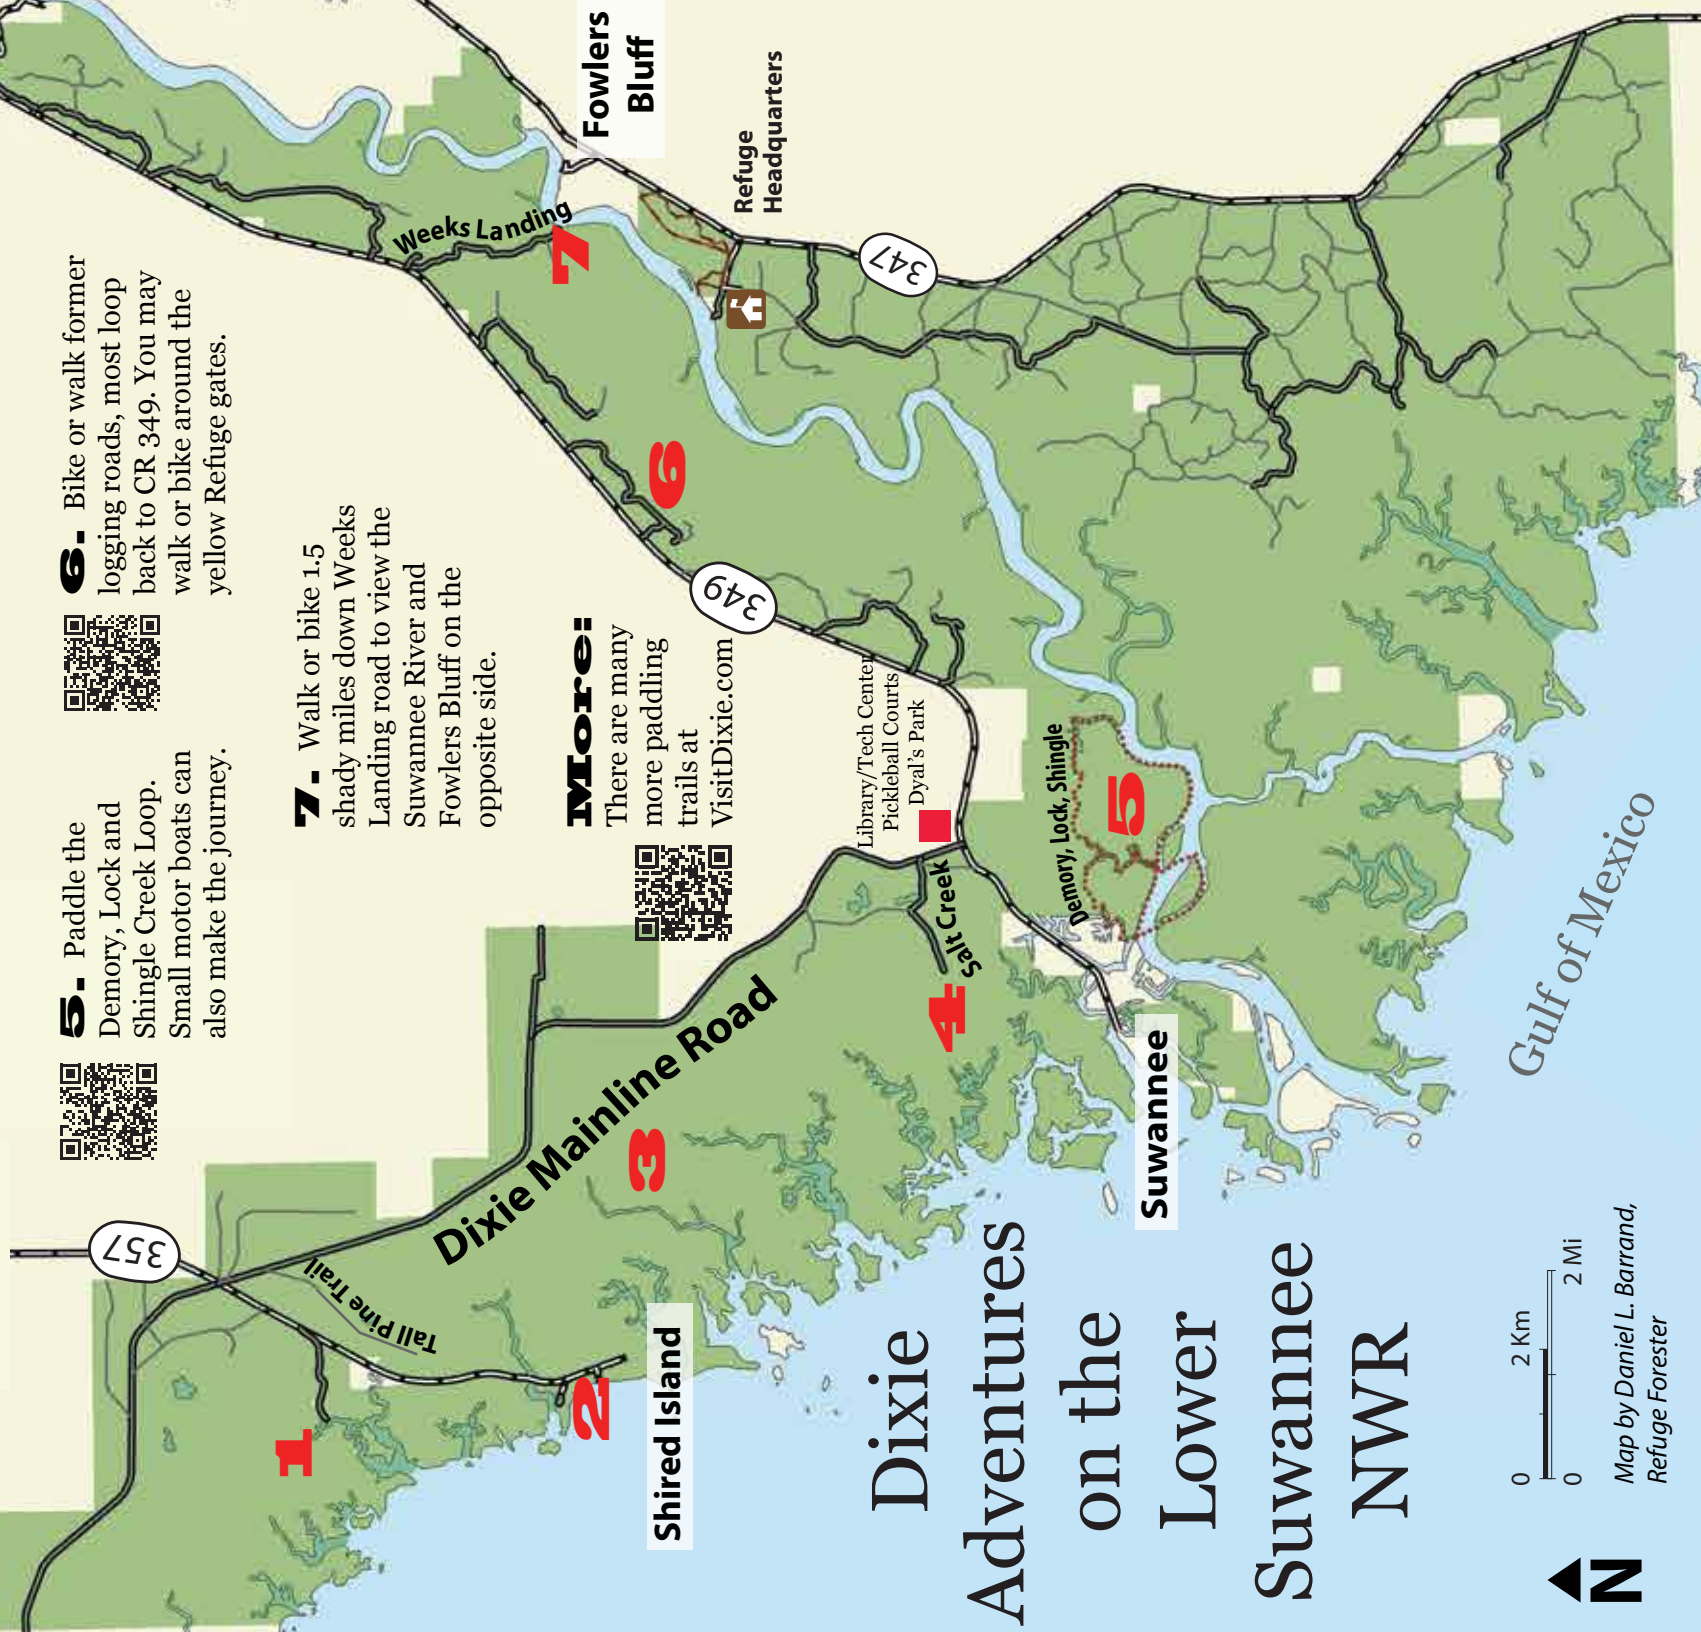 5. Paddle the
Demory, Lock and
Shingle Creek Loop.
Small motor boats can
also make the journey.
6. Bike or walk former
logging roads, most loop
back to CR 349. You may
walk or bike around the
yellow Refuge gates.
7. Walk or bike 1.5
shady miles down Weeks
Landing road to view the
Suwannee River and
Fowlers Bluff on the
opposite side.
More:
There are many
more paddling
trails at
VisitDixie.com
357
Tall Pine Trail
1
2
Shired Island
Dixie Mainline Road
3
4
Salt Creek
Library/Tech Center
Pickleball Courts
Dyal's Park
349
6
Weeks Landing
7
Fowlers
Bluff
Refuge
Headquarters
347
Demory, Lock, Shingle
5
Suwannee
Gulf of Mexico
Dixie
Adventures
on the
Lower
Suwannee
NWR
0 2 Km
0 2 Mi
Map by Daniel L. Barrand,
Refuge Forester
N